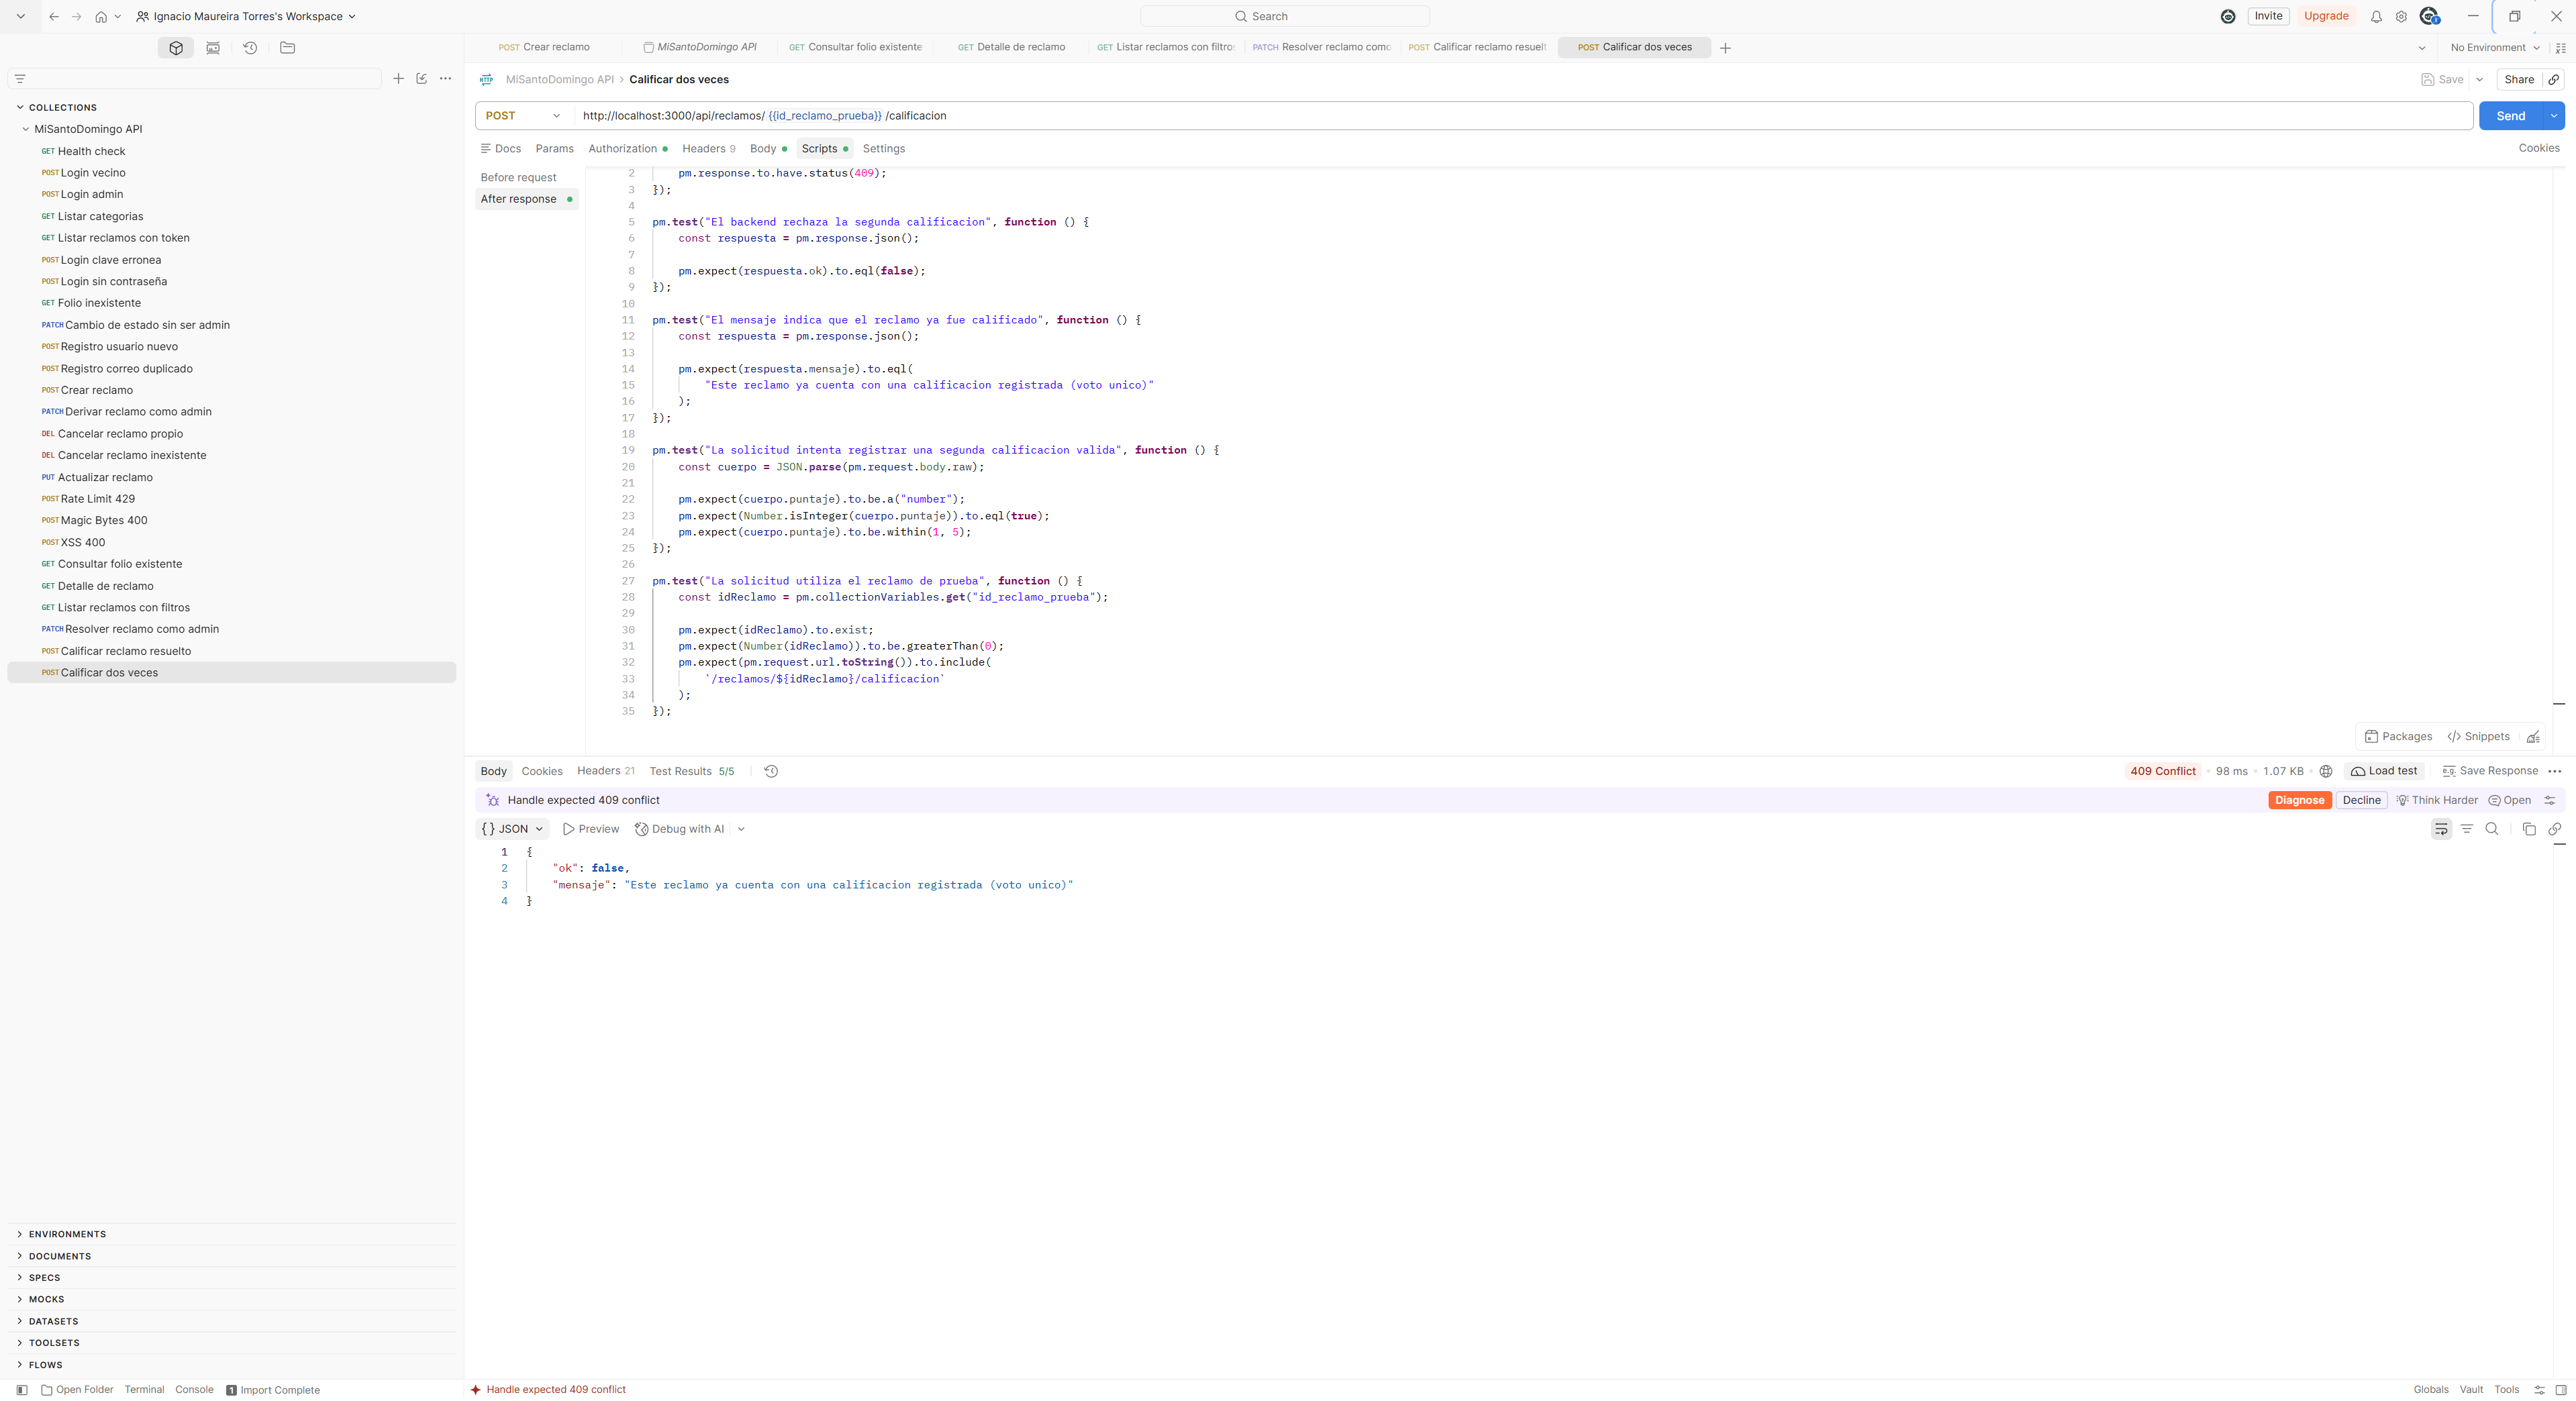 Ignacio Maureira Torres's Workspace
Search
Invite
Upgrade
POST Crear reclamo
MiSantoDomingo API
GET Consultar folio existente
GET Detalle de reclamo
GET Listar reclamos con filtro
PATCH Resolver reclamo como
POST Calificar reclamo resuelt
POST Calificar dos veces
No Environment
MiSantoDomingo API > Calificar dos veces
Save
Share
POST
http://localhost:3000/api/reclamos/ {{id_reclamo_prueba}} /calificacion
Send
Docs
Params
Authorization
Headers 9
Body
Scripts
Settings
Cookies
COLLECTIONS
MiSantoDomingo API
GET Health check
POST Login vecino
POST Login admin
GET Listar categorias
GET Listar reclamos con token
POST Login clave erronea
POST Login sin contraseña
GET Folio inexistente
PATCH Cambio de estado sin ser admin
POST Registro usuario nuevo
POST Registro correo duplicado
POST Crear reclamo
PATCH Derivar reclamo como admin
DEL Cancelar reclamo propio
DEL Cancelar reclamo inexistente
PUT Actualizar reclamo
POST Rate Limit 429
POST Magic Bytes 400
POST XSS 400
GET Consultar folio existente
GET Detalle de reclamo
GET Listar reclamos con filtros
PATCH Resolver reclamo como admin
POST Calificar reclamo resuelto
POST Calificar dos veces
ENVIRONMENTS
DOCUMENTS
SPECS
MOCKS
DATASETS
TOOLSETS
FLOWS
Before request
After response
2 pm.response.to.have.status(409);
3 });
4
5 pm.test("El backend rechaza la segunda calificacion", function () {
6 const respuesta = pm.response.json();
7
8 pm.expect(respuesta.ok).to.eql(false);
9 });
10
11 pm.test("El mensaje indica que el reclamo ya fue calificado", function () {
12 const respuesta = pm.response.json();
13
14 pm.expect(respuesta.mensaje).to.eql(
15 "Este reclamo ya cuenta con una calificacion registrada (voto unico)"
16 );
17 });
18
19 pm.test("La solicitud intenta registrar una segunda calificacion valida", function () {
20 const cuerpo = JSON.parse(pm.request.body.raw);
21
22 pm.expect(cuerpo.puntaje).to.be.a("number");
23 pm.expect(Number.isInteger(cuerpo.puntaje)).to.eql(true);
24 pm.expect(cuerpo.puntaje).to.be.within(1, 5);
25 });
26
27 pm.test("La solicitud utiliza el reclamo de prueba", function () {
28 const idReclamo = pm.collectionVariables.get("id_reclamo_prueba");
29
30 pm.expect(idReclamo).to.exist;
31 pm.expect(Number(idReclamo)).to.be.greaterThan(0);
32 pm.expect(pm.request.url.toString()).to.include(
33 `/reclamos/${idReclamo}/calificacion`
34 );
35 });
Packages
Snippets
Body
Cookies
Headers 21
Test Results 5/5
409 Conflict
98 ms
1.07 KB
Load test
e.g. Save Response
Handle expected 409 conflict
Diagnose
Decline
Think Harder
Open
{} JSON
Preview
Debug with AI
1 {
2 "ok": false,
3 "mensaje": "Este reclamo ya cuenta con una calificacion registrada (voto unico)"
4 }
Open Folder
Terminal
Console
1 Import Complete
Handle expected 409 conflict
Globals
Vault
Tools